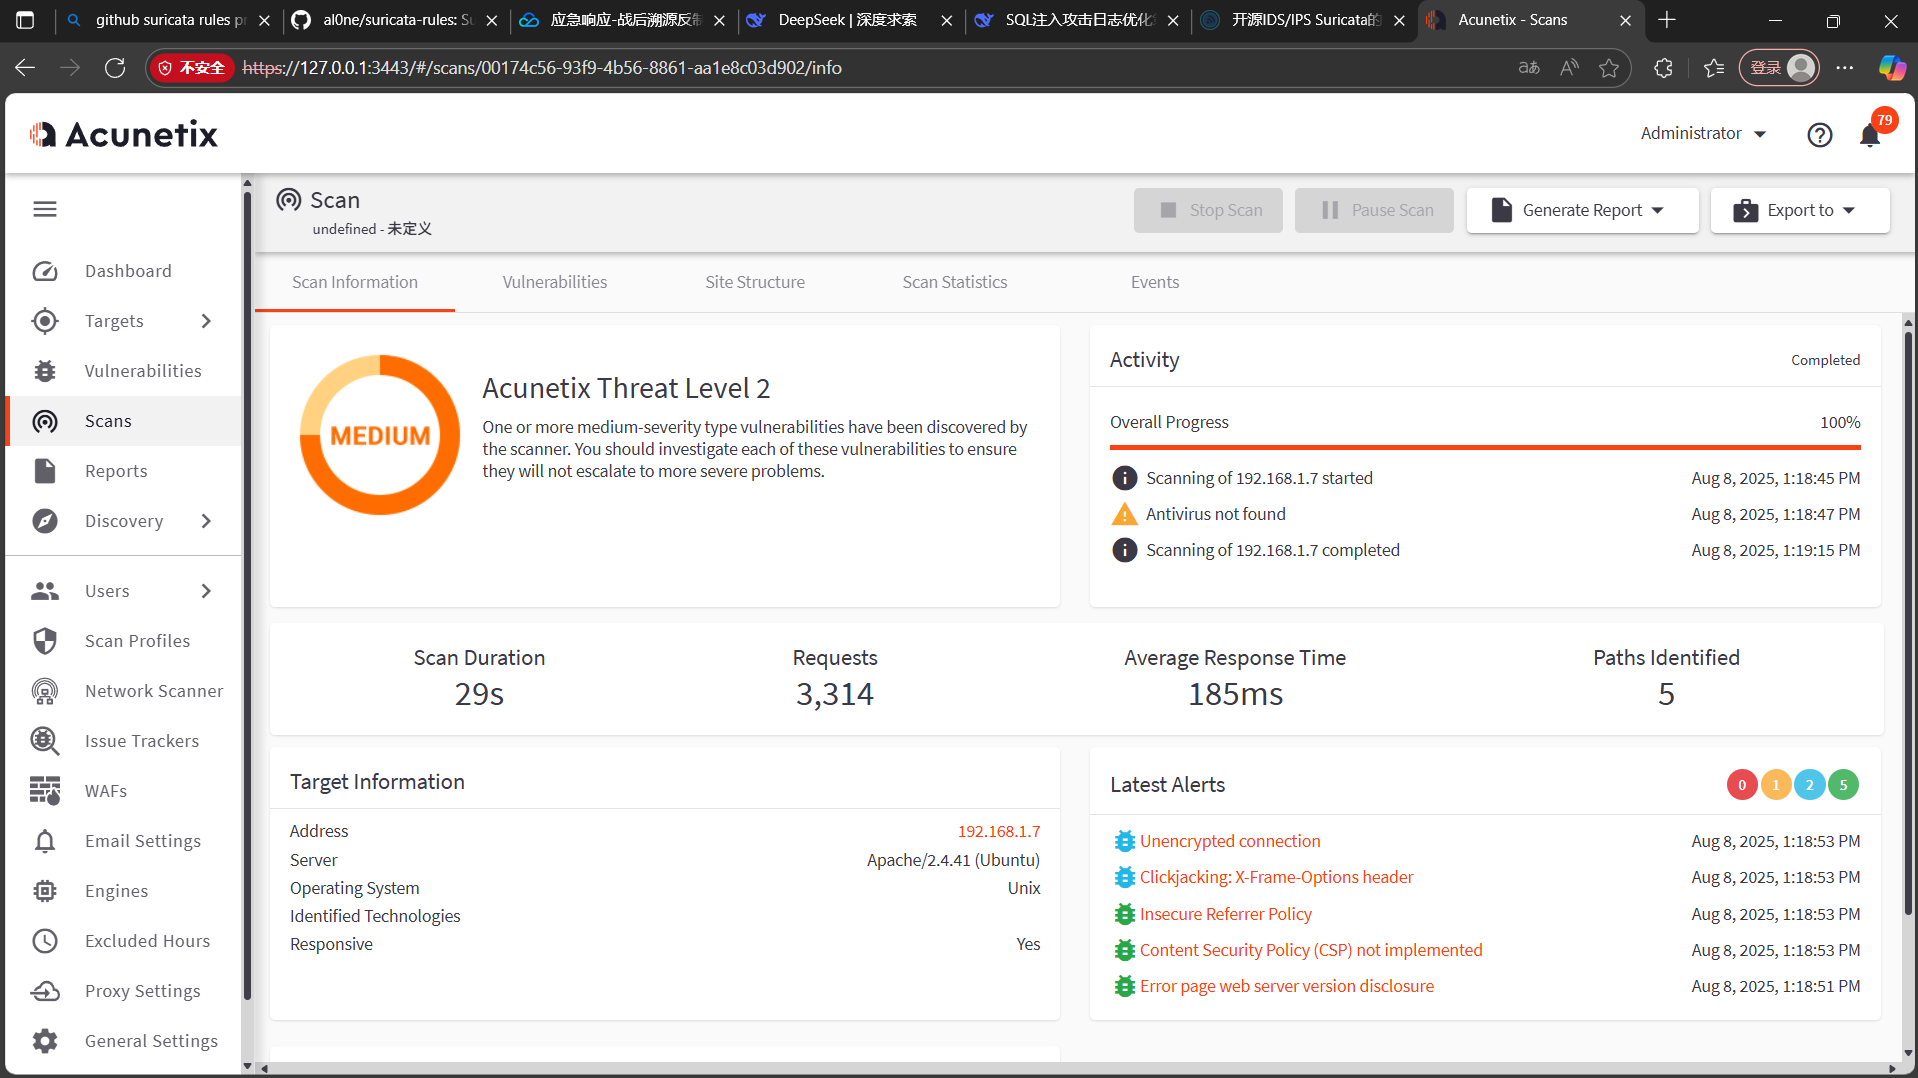 github suricata rules pr
al0ne/suricata-rules: Su
应急响应-战后溯源反制
DeepSeek | 深度求索
SQL注入攻击日志优化
开源IDS/IPS Suricata的
Acunetix - Scans
不安全
https://127.0.0.1:3443/#/scans/00174c56-93f9-4b56-8861-aa1e8c03d902/info
登录
Acunetix
Administrator
79
Scan
undefined - 未定义
Stop Scan
Pause Scan
Generate Report
Export to
Dashboard
Targets
Vulnerabilities
Scans
Reports
Discovery
Users
Scan Profiles
Network Scanner
Issue Trackers
WAFs
Email Settings
Engines
Excluded Hours
Proxy Settings
General Settings
Scan Information
Vulnerabilities
Site Structure
Scan Statistics
Events
MEDIUM
Acunetix Threat Level 2
One or more medium-severity type vulnerabilities have been discovered by
the scanner. You should investigate each of these vulnerabilities to ensure
they will not escalate to more severe problems.
Activity
Completed
Overall Progress
100%
Scanning of 192.168.1.7 started
Aug 8, 2025, 1:18:45 PM
Antivirus not found
Aug 8, 2025, 1:18:47 PM
Scanning of 192.168.1.7 completed
Aug 8, 2025, 1:19:15 PM
Scan Duration
29s
Requests
3,314
Average Response Time
185ms
Paths Identified
5
Target Information
Address
192.168.1.7
Server
Apache/2.4.41 (Ubuntu)
Operating System
Unix
Identified Technologies
Responsive
Yes
Latest Alerts
0
1
2
5
Unencrypted connection
Aug 8, 2025, 1:18:53 PM
Clickjacking: X-Frame-Options header
Aug 8, 2025, 1:18:53 PM
Insecure Referrer Policy
Aug 8, 2025, 1:18:53 PM
Content Security Policy (CSP) not implemented
Aug 8, 2025, 1:18:53 PM
Error page web server version disclosure
Aug 8, 2025, 1:18:51 PM